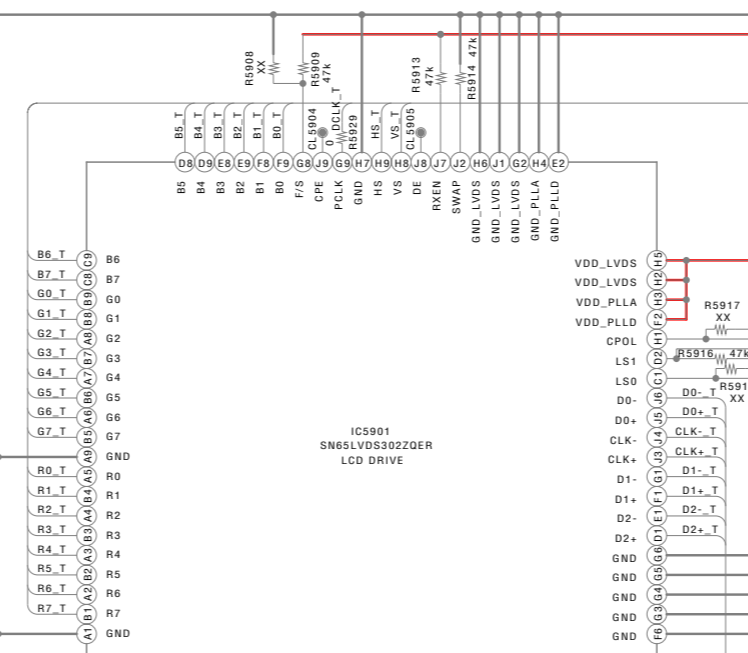 R5908
XX
R5909
47k
R5913
47k
R5914 47k
B5_T
B4_T
B3_T
B2_T
B1_T
B0_T
CL5904
0
DCLK_T
R5929
HS_T
VS_T
CL5905
D8 D9 E8 E9 F8 F9 G8 J9 G9 H7 H9 H8 J8 J7 J2 H6 J1 G2 H4 E2
B5
B4
B3
B2
B1
B0
F/S
CPE
PCLK
GND
HS
VS
DE
RXEN
SWAP
GND_LVDS
GND_LVDS
GND_LVDS
GND_PLLA
GND_PLLD
B6_T C9 B6
B7_T C8 B7
G0_T B9 G0
G1_T B8 G1
G2_T A8 G2
G3_T B7 G3
G4_T A7 G4
G5_T B6 G5
G6_T A6 G6
G7_T B5 G7
A9 GND
R0_T A5 R0
R1_T B4 R1
R2_T A4 R2
R3_T B3 R3
R4_T A3 R4
R5_T B2 R5
R6_T A2 R6
R7_T B1 R7
A1 GND
IC5901
SN65LVDS302ZQER
LCD DRIVE
VDD_LVDS H5
VDD_LVDS H2
VDD_PLLA H3
VDD_PLLD F2
R5917
XX
CPOL H1
LS1 D2 R5916 47k
LS0 C1
R591
XX
D0- J6 D0-_T
D0+ J5 D0+_T
CLK- J4 CLK-_T
CLK+ J3 CLK+_T
D1- G1 D1-_T
D1+ F1 D1+_T
D2- E1 D2-_T
D2+ D1 D2+_T
GND G6
GND G5
GND G4
GND G3
GND F6